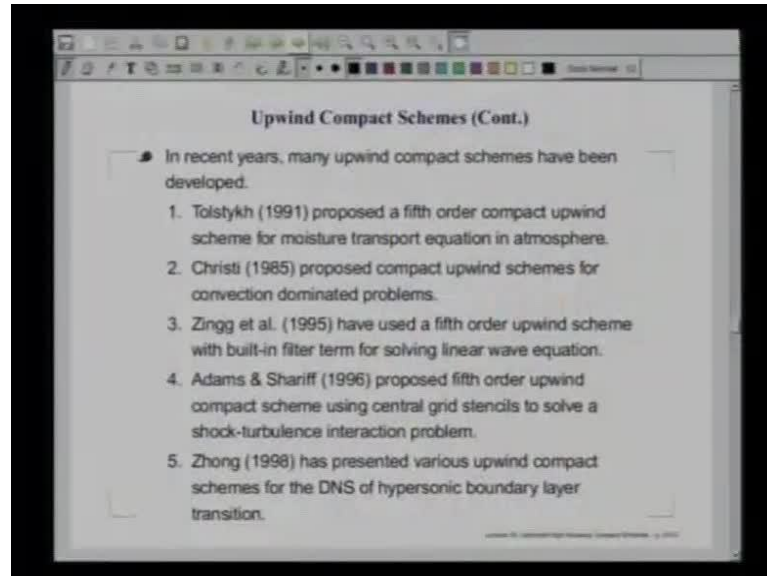 Upwind Compact Schemes (Cont.)
In recent years, many upwind compact schemes have been
developed.
1. Tolstykh (1991) proposed a fifth order compact upwind
scheme for moisture transport equation in atmosphere.
2. Christi (1985) proposed compact upwind schemes for
convection dominated problems.
3. Zingg et al. (1995) have used a fifth order upwind scheme
with built-in filter term for solving linear wave equation.
4. Adams & Shariff (1996) proposed fifth order upwind
compact scheme using central grid stencils to solve a
shock-turbulence interaction problem.
5. Zhong (1998) has presented various upwind compact
schemes for the DNS of hypersonic boundary layer
transition.